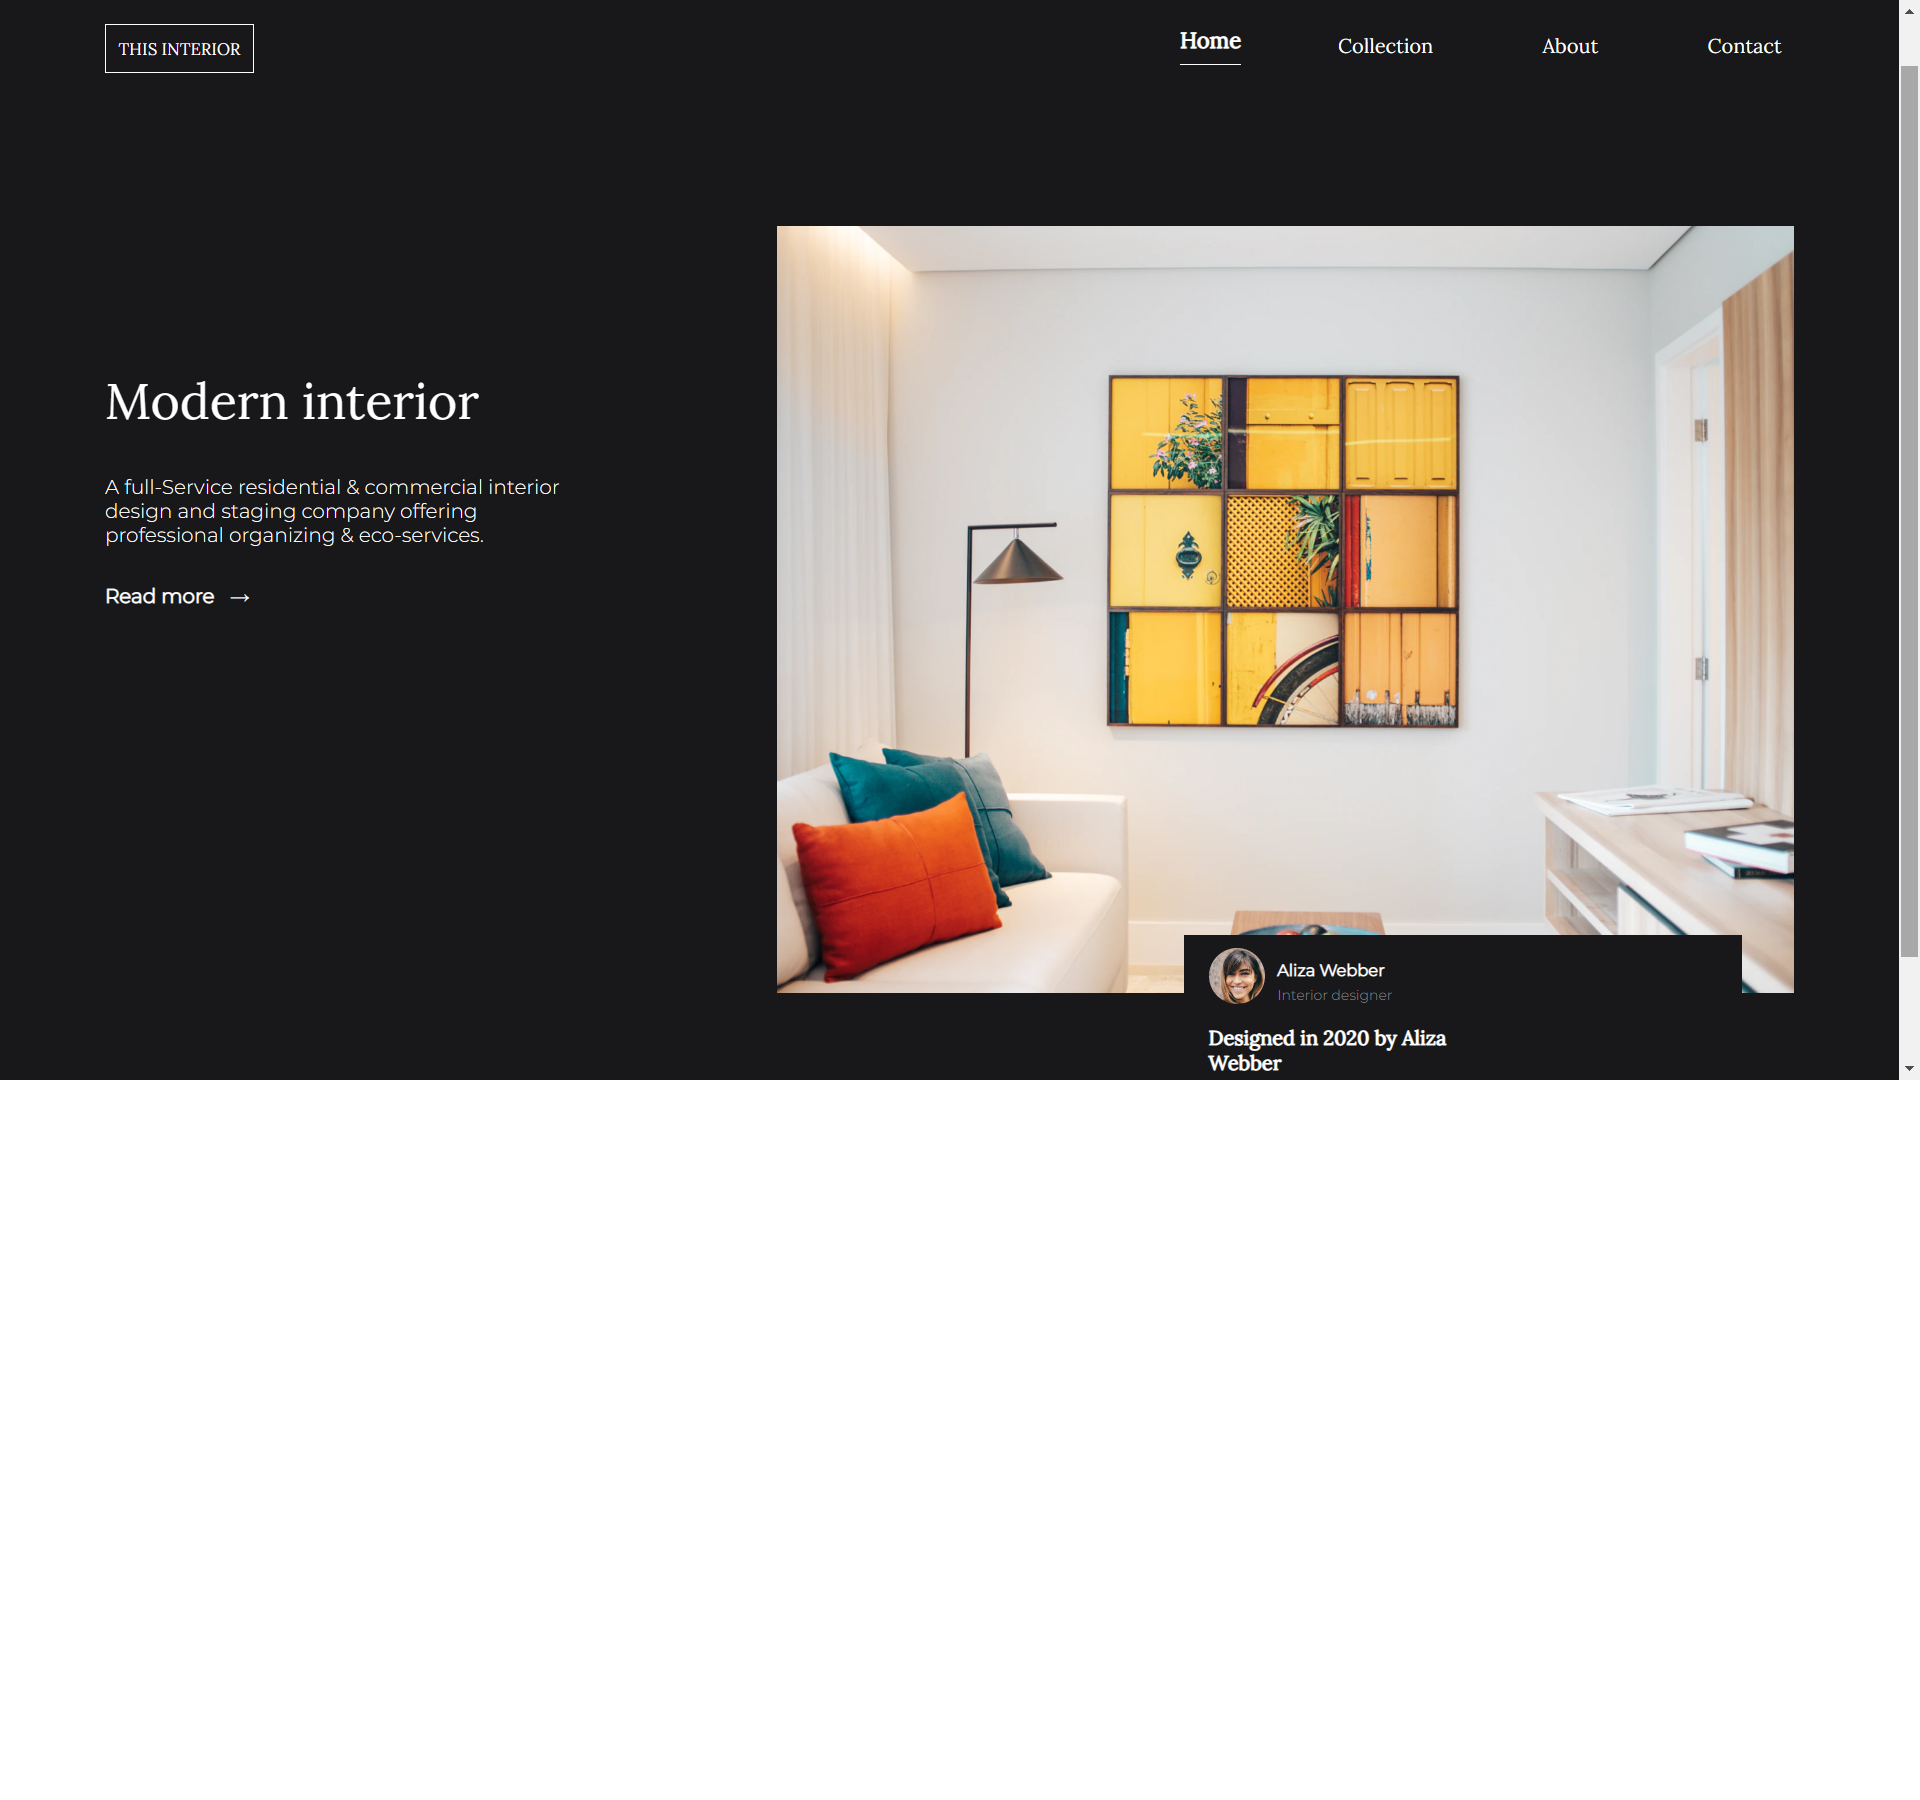 THIS INTERIOR
Home
Collection
About
Contact
Modern interior
A full-Service residential & commercial interior
design and staging company offering
professional organizing & eco-services.
Read more →
Aliza Webber
Interior designer
Designed in 2020 by Aliza
Webber